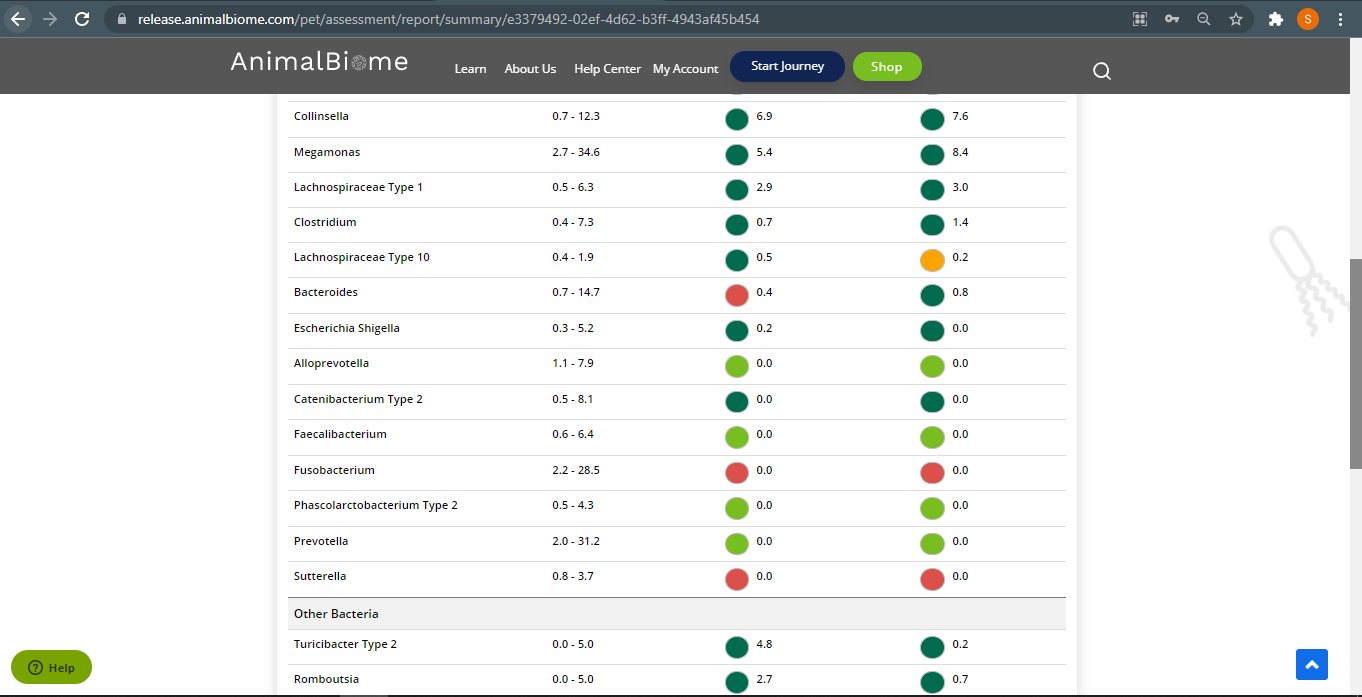 release.animalbiome.com/pet/assessment/report/summary/e3379492-02ef-4d62-b3ff-4943af45b454
S
AnimalBiome Learn About Us Help Center My Account Start Journey Shop
Collinsella 0.7 - 12.3 6.9 7.6
Megamonas 2.7 - 34.6 5.4 8.4
Lachnospiraceae Type 1 0.5 - 6.3 2.9 3.0
Clostridium 0.4 - 7.3 0.7 1.4
Lachnospiraceae Type 10 0.4 - 1.9 0.5 0.2
Bacteroides 0.7 - 14.7 0.4 0.8
Escherichia Shigella 0.3 - 5.2 0.2 0.0
Alloprevotella 1.1 - 7.9 0.0 0.0
Catenibacterium Type 2 0.5 - 8.1 0.0 0.0
Faecalibacterium 0.6 - 6.4 0.0 0.0
Fusobacterium 2.2 - 28.5 0.0 0.0
Phascolarctobacterium Type 2 0.5 - 4.3 0.0 0.0
Prevotella 2.0 - 31.2 0.0 0.0
Sutterella 0.8 - 3.7 0.0 0.0
Other Bacteria
Turicibacter Type 2 0.0 - 5.0 4.8 0.2
Romboutsia 0.0 - 5.0 2.7 0.7
? Help